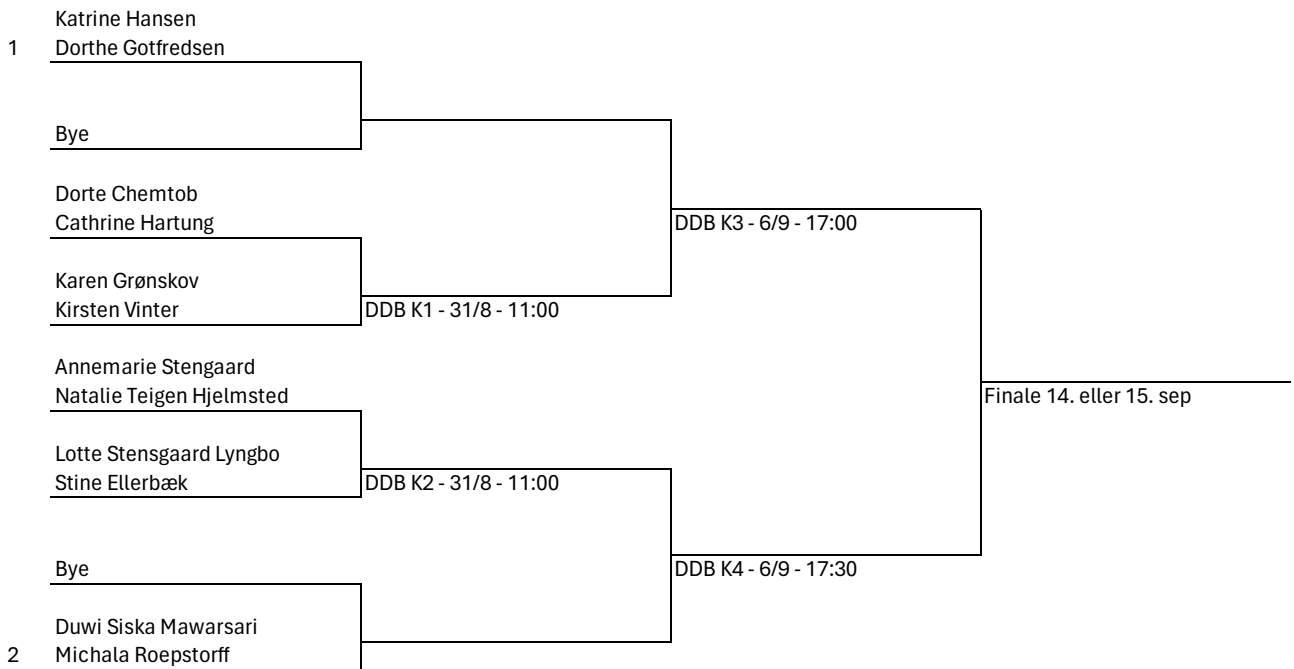 Katrine Hansen
1 Dorthe Gotfredsen
Bye
Dorte Chemtob
Cathrine Hartung
DDB K3 - 6/9 - 17:00
Karen Grønskov
Kirsten Vinter
DDB K1 - 31/8 - 11:00
Annemarie Stengaard
Natalie Teigen Hjelmsted
Finale 14. eller 15. sep
Lotte Stensgaard Lyngbo
Stine Ellerbæk
DDB K2 - 31/8 - 11:00
Bye
DDB K4 - 6/9 - 17:30
Duwi Siska Mawarsari
2 Michala Roepstorff